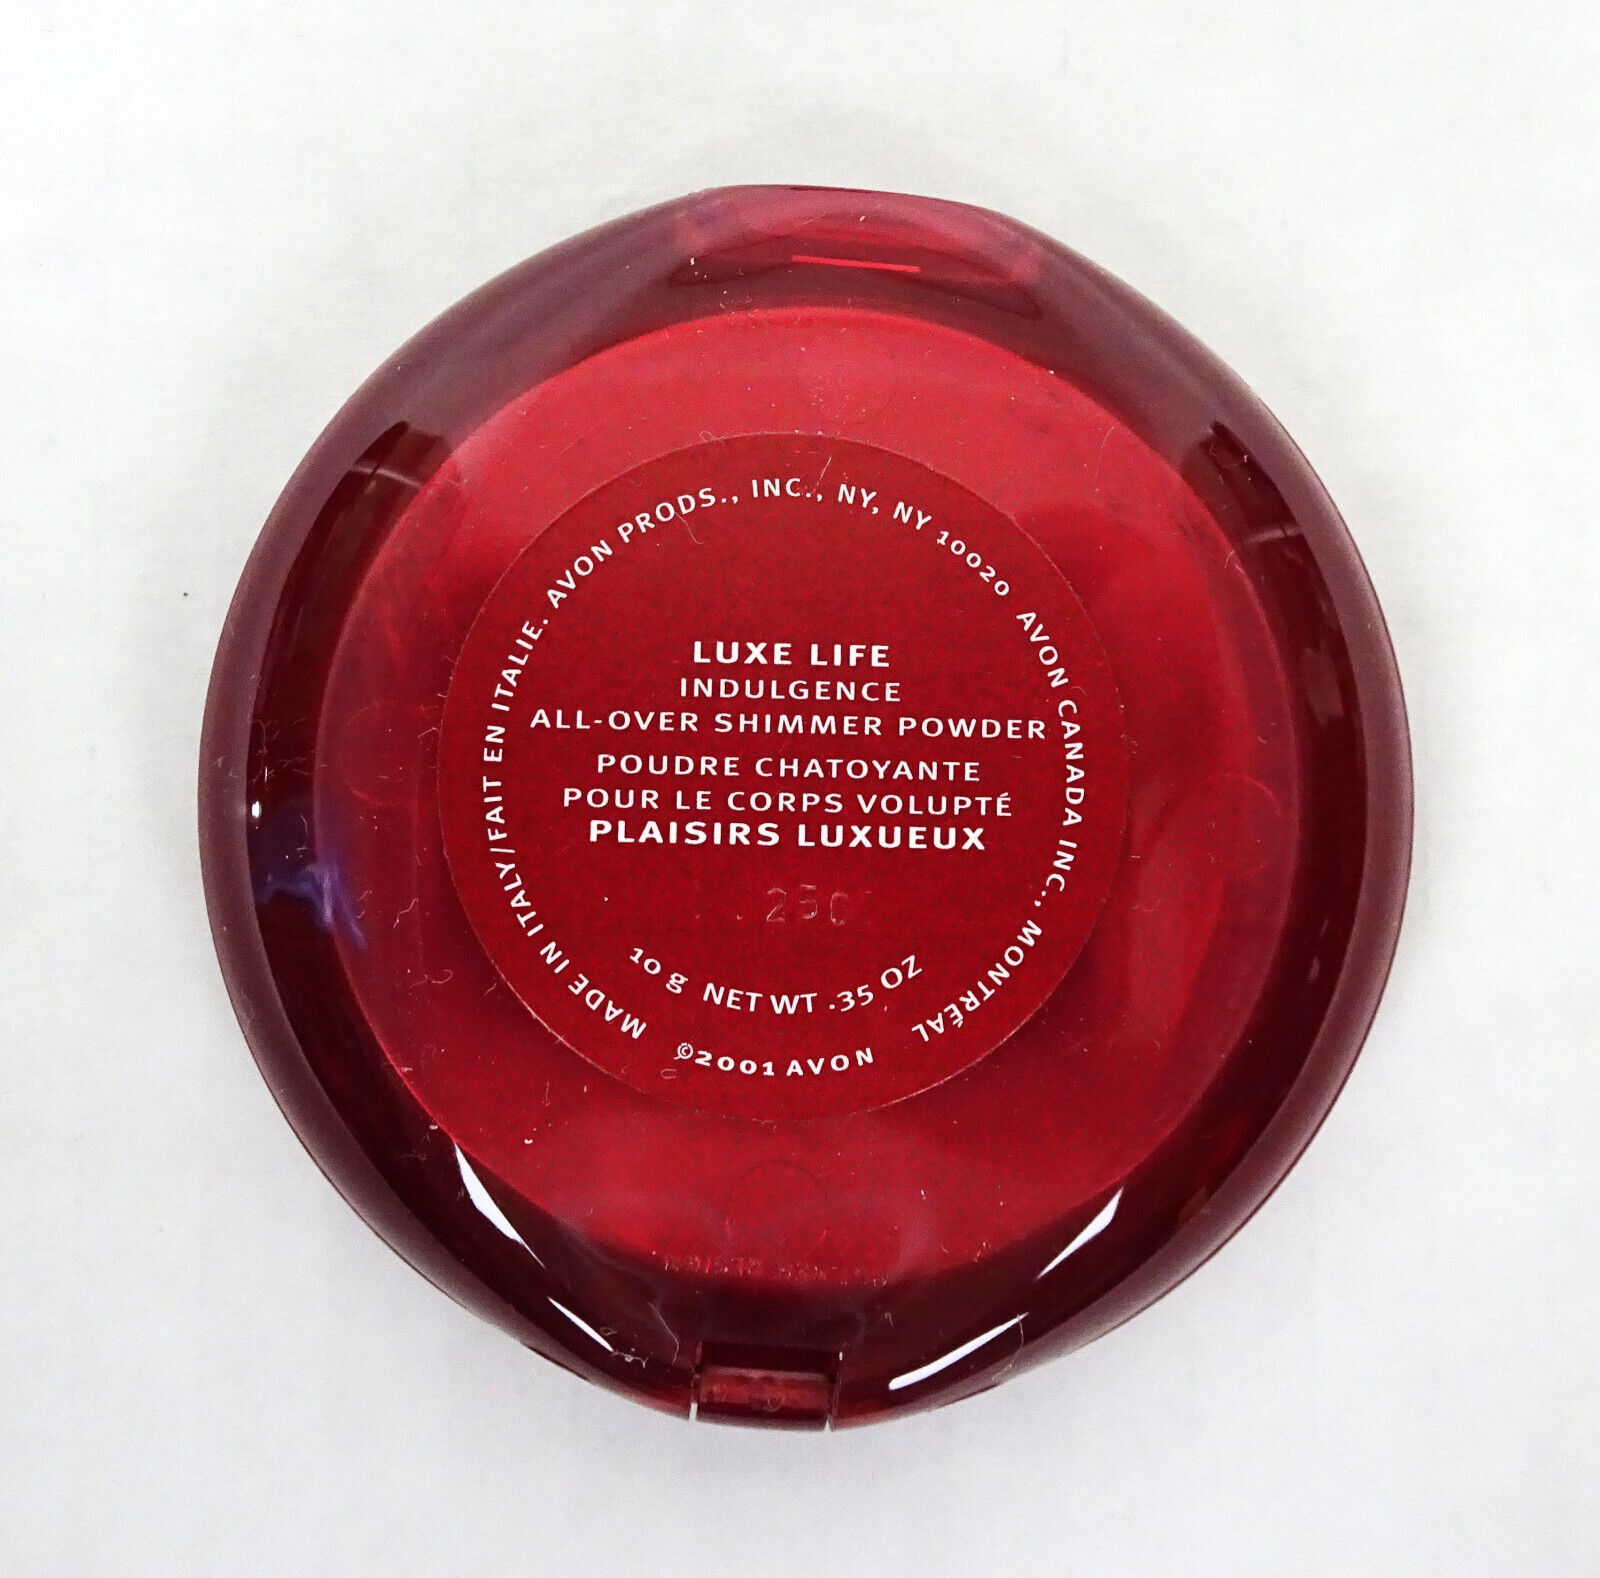 MADE IN ITALY/FAIT EN ITALIE. AVON PRODS., INC., NY, NY 10020 AVON CANADA INC., MONTRÉAL
LUXE LIFE
INDULGENCE
ALL-OVER SHIMMER POWDER
POUDRE CHATOYANTE
POUR LE CORPS VOLUPTÉ
PLAISIRS LUXUEUX
10 g NET WT .35 OZ
©2001 AVON